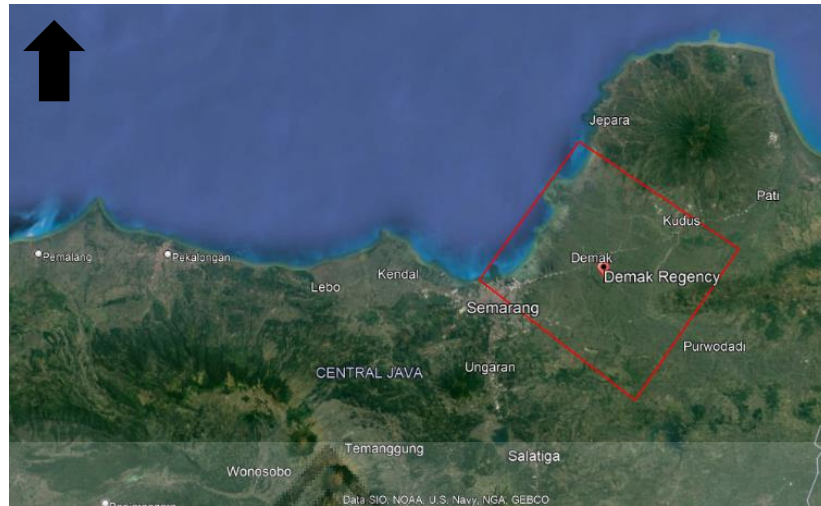 Jepara
Pati
Kudus
Pemalang
Pekalongan
Demak
Demak Regency
Kendal
Lebo
Semarang
Purwodadi
Ungaran
CENTRAL JAVA
Temanggung
Salatiga
Wonosobo
Data SIO, NOAA, U.S. Navy, NGA, GEBCO